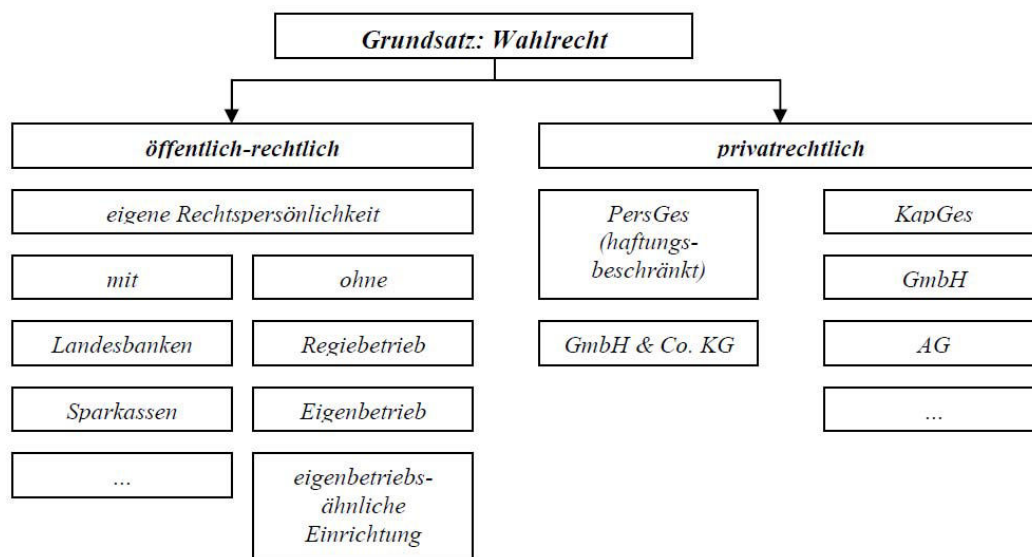 Grundsatz: Wahlrecht
öffentlich-rechtlich
privatrechtlich
eigene Rechtspersönlichkeit
mit
ohne
Landesbanken
Regiebetrieb
Sparkassen
Eigenbetrieb
...
eigenbetriebs-
ähnliche
Einrichtung
PersGes
(haftungs-
beschränkt)
GmbH & Co. KG
KapGes
GmbH
AG
...